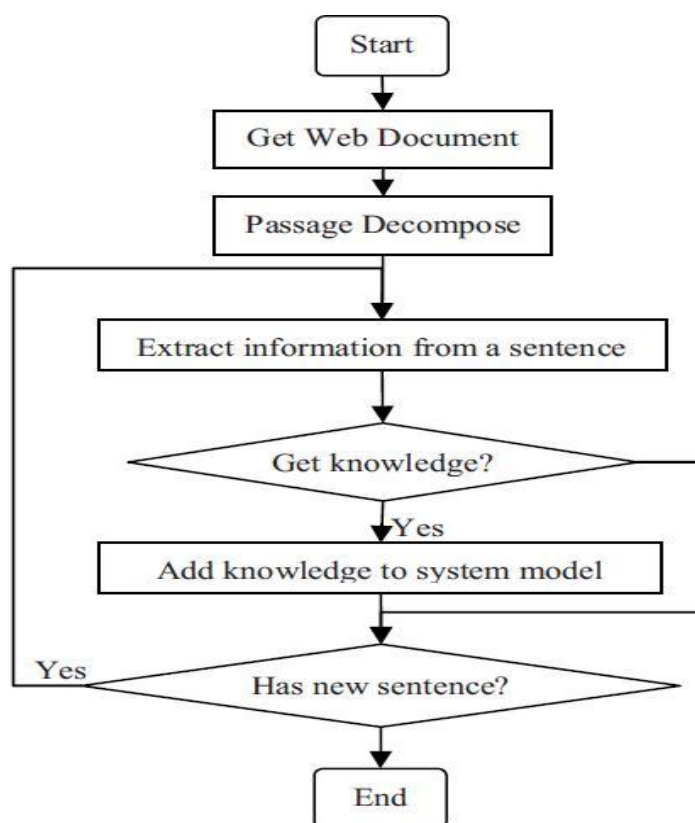 Start
Get Web Document
Passage Decompose
Extract information from a sentence
Get knowledge?
Yes
Add knowledge to system model
Yes
Has new sentence?
End